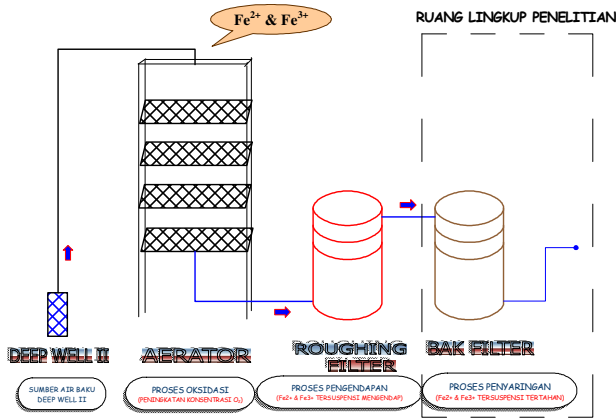 Fe²⁺ & Fe³⁺
RUANG LINGKUP PENELITIAN
DEEP WELL II
AERATOR
ROUGHING
FILTER
BAK FILTER
SUMBER AIR BAKU
DEEP WELL II
PROSES OKSIDASI
(PENINGKATAN KONSENTRASI O₂)
PROSES PENGENDAPAN
(Fe2+ & Fe3+ TERSUSPENSI MENGENDAP)
PROSES PENYARINGAN
(Fe2+ & Fe3+ TERSUSPENSI TERTAHAN)